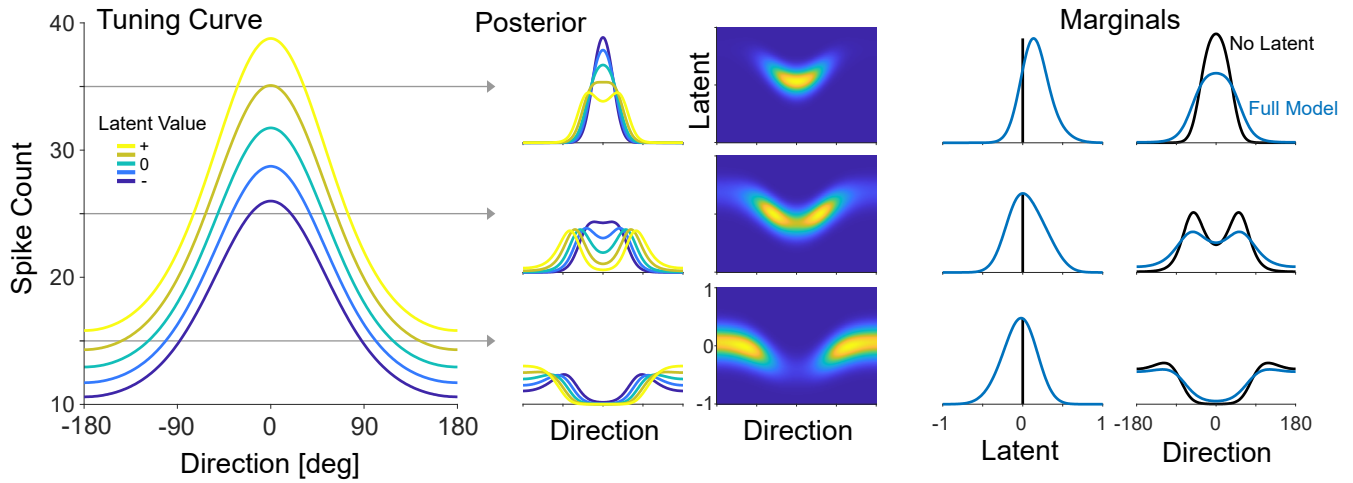 Tuning Curve
Posterior
Marginals
40
30
20
10
Spike Count
Latent Value
+
0
-
-180
-90
0
90
180
Direction [deg]
Direction
Latent
1
0
-1
Direction
No Latent
Full Model
-1
0
1
Latent
-180
0
180
Direction